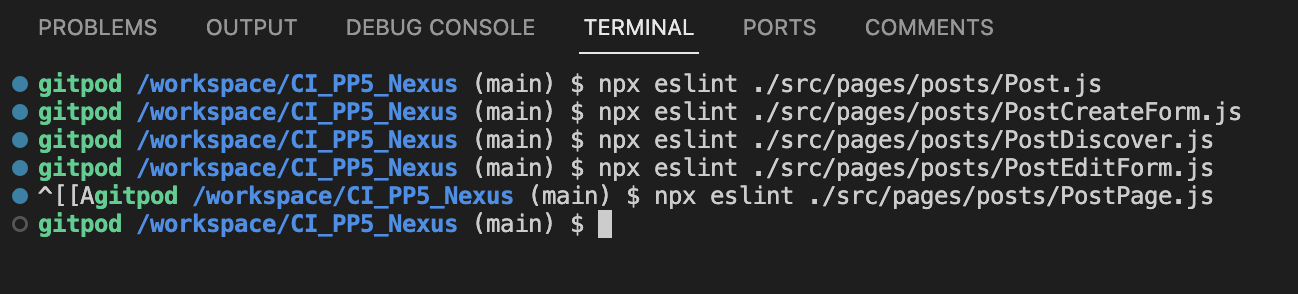 PROBLEMS OUTPUT DEBUG CONSOLE TERMINAL PORTS COMMENTS
gitpod /workspace/CI_PP5_Nexus (main) $ npx eslint ./src/pages/posts/Post.js
gitpod /workspace/CI_PP5_Nexus (main) $ npx eslint ./src/pages/posts/PostCreateForm.js
gitpod /workspace/CI_PP5_Nexus (main) $ npx eslint ./src/pages/posts/PostDiscover.js
gitpod /workspace/CI_PP5_Nexus (main) $ npx eslint ./src/pages/posts/PostEditForm.js
^[[Agitpod /workspace/CI_PP5_Nexus (main) $ npx eslint ./src/pages/posts/PostPage.js
gitpod /workspace/CI_PP5_Nexus (main) $